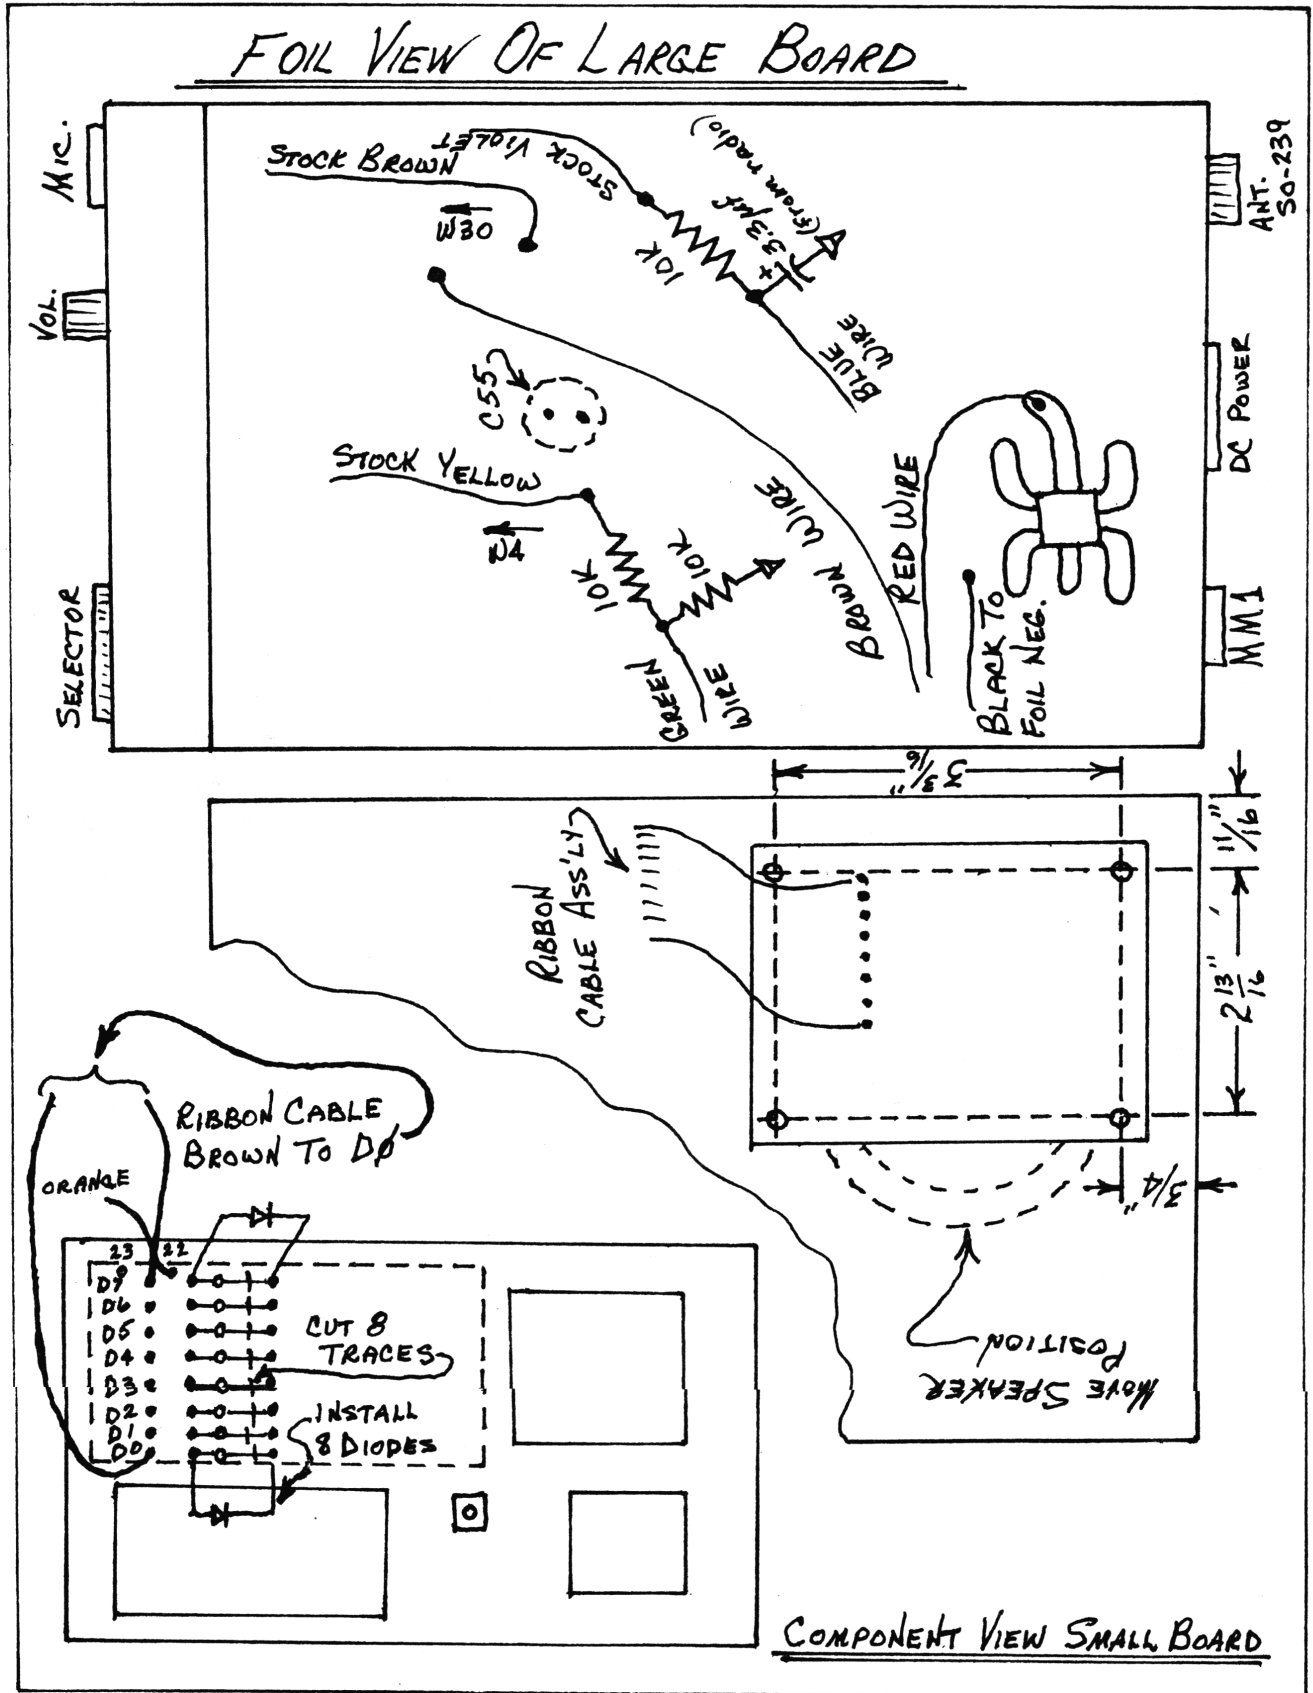 FOIL VIEW OF LARGE BOARD
MIC.
VOL.
SELECTOR
ANT.
SO-239
DC POWER
MM1
STOCK BROWN
W30
STOCK VIOLET
10K
+
3.3µf
(from radio)
BLUE
WIRE
C55
STOCK YELLOW
W4
10K
10K
GREEN
WIRE
BROWN WIRE
RED WIRE
BLACK TO
FOIL NEG.
3 3/16"
11/16"
2 13/16"
3/4"
RIBBON
CABLE ASS'LY
MOVE SPEAKER
POSITION
RIBBON CABLE
BROWN TO DØ
ORANGE
23
22
D7
D6
D5
D4
D3
D2
D1
D0
CUT 8
TRACES
INSTALL
8 DIODES
COMPONENT VIEW SMALL BOARD